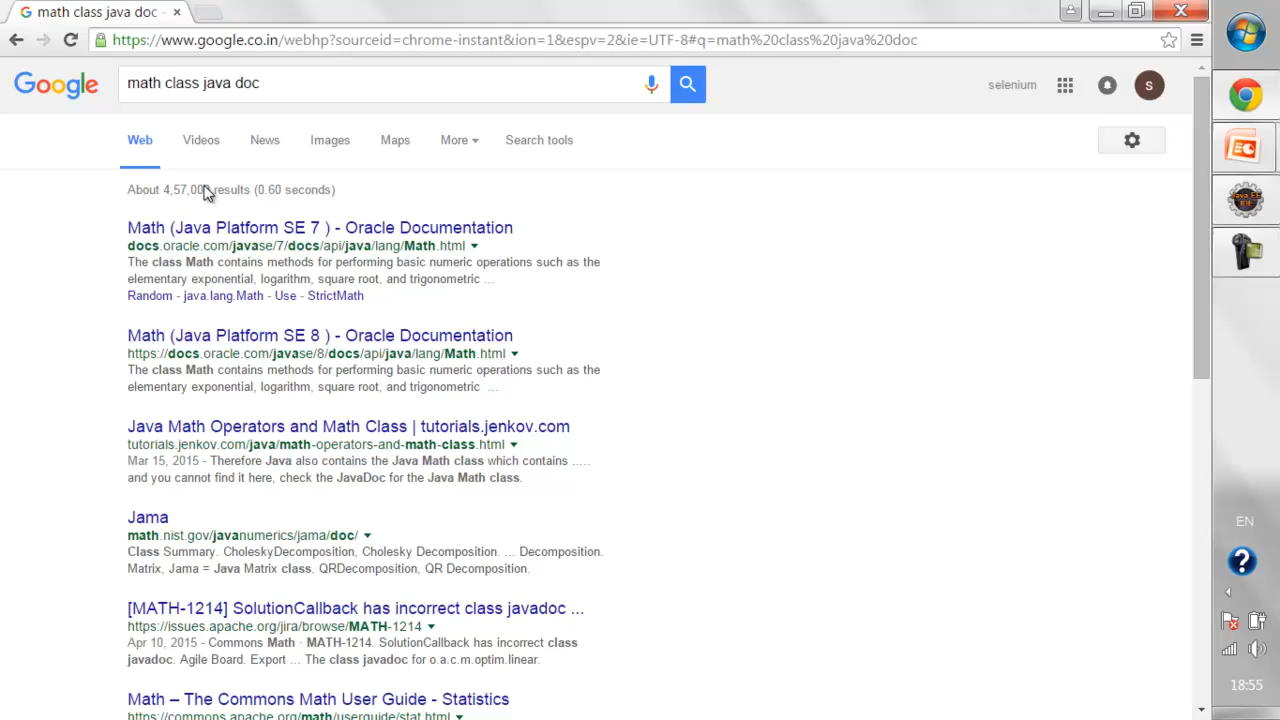 math class java doc -
https://www.google.co.in/webhp?sourceid=chrome-instant&ion=1&espv=2&ie=UTF-8#q=math%20class%20java%20doc
Google
math class java doc
selenium
S
Web Videos News Images Maps More Search tools
About 4,57,00 results (0.60 seconds)
Math (Java Platform SE 7 ) - Oracle Documentation
docs.oracle.com/javase/7/docs/api/java/lang/Math.html
The class Math contains methods for performing basic numeric operations such as the
elementary exponential, logarithm, square root, and trigonometric ...
Random - java.lang.Math - Use - StrictMath
Math (Java Platform SE 8 ) - Oracle Documentation
https://docs.oracle.com/javase/8/docs/api/java/lang/Math.html
The class Math contains methods for performing basic numeric operations such as the
elementary exponential, logarithm, square root, and trigonometric ...
Java Math Operators and Math Class | tutorials.jenkov.com
tutorials.jenkov.com/java/math-operators-and-math-class.html
Mar 15, 2015 - Therefore Java also contains the Java Math class which contains .....
and you cannot find it here, check the JavaDoc for the Java Math class.
Jama
math.nist.gov/javanumerics/jama/doc/
Class Summary. CholeskyDecomposition, Cholesky Decomposition. ... Decomposition.
Matrix, Jama = Java Matrix class. QRDecomposition, QR Decomposition.
[MATH-1214] SolutionCallback has incorrect class javadoc ...
https://issues.apache.org/jira/browse/MATH-1214
Apr 10, 2015 - Commons Math · MATH-1214. SolutionCallback has incorrect class
javadoc. Agile Board. Export ... The class javadoc for o.a.c.m.optim.linear.
Math – The Commons Math User Guide - Statistics
https://commons.apache.org/math/userguide/stat.html
Java EE
IDE
EN
18:55